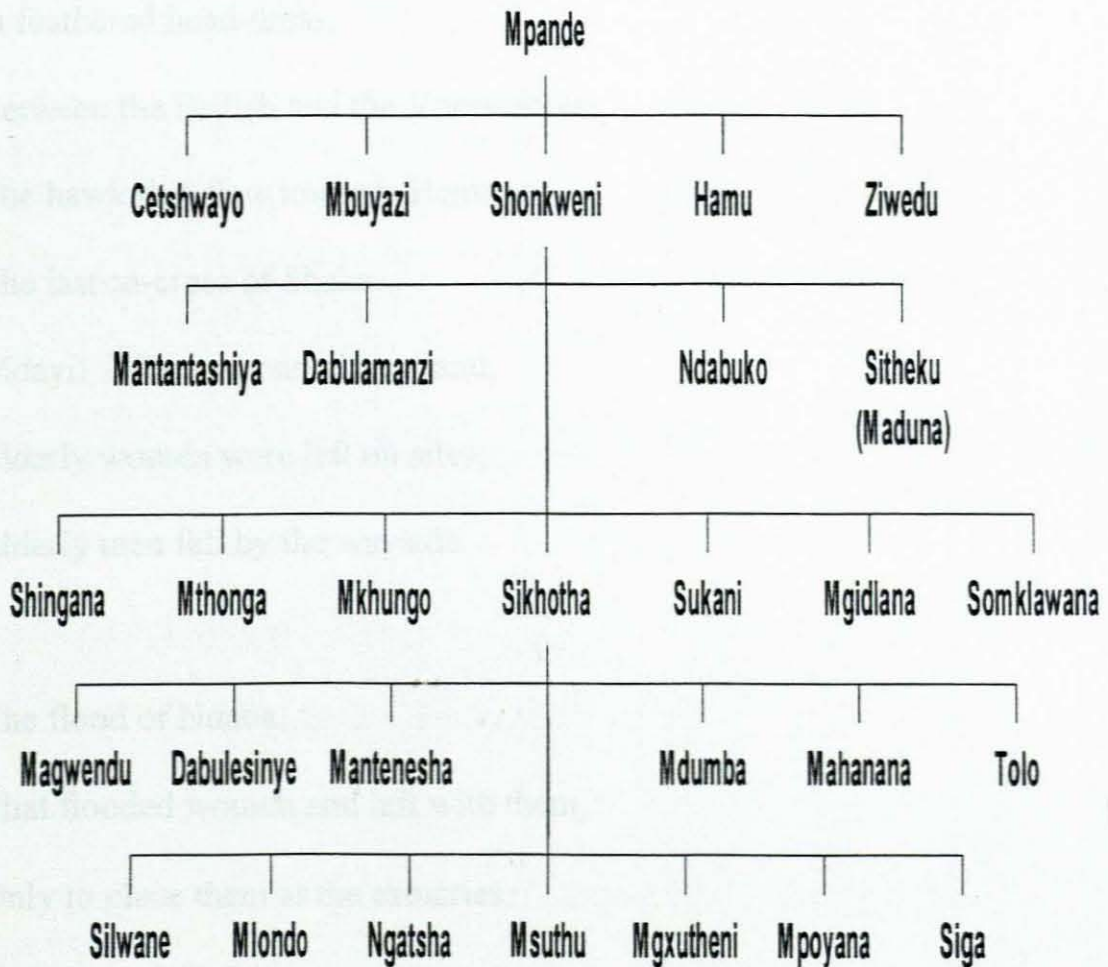 Mpande
Cetshwayo Mbuyazi Shonkweni Hamu Ziwedu
Mantantashiya Dabulamanzi Ndabuko Sitheku
(Maduna)
Shingana Mthonga Mkhungo Sikhotha Sukani Mgidlana Somklawana
Magwendu Dabulesinye Mantenesha Mdumba Mahanana Tolo
Silwane Mlondo Ngatsha Msuthu Mgxutheni Mpoyana Siga